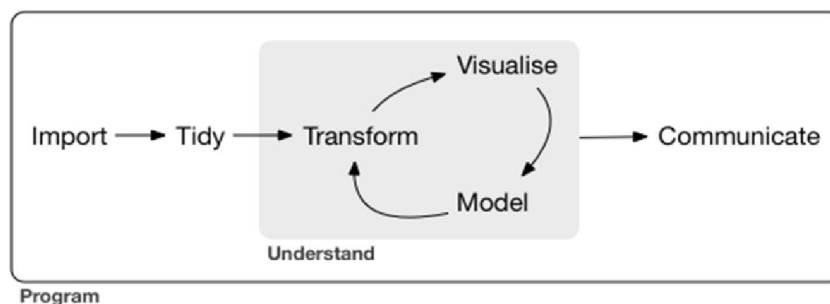 Visualise
Import
Tidy
Transform
Communicate
Model
Understand
Program